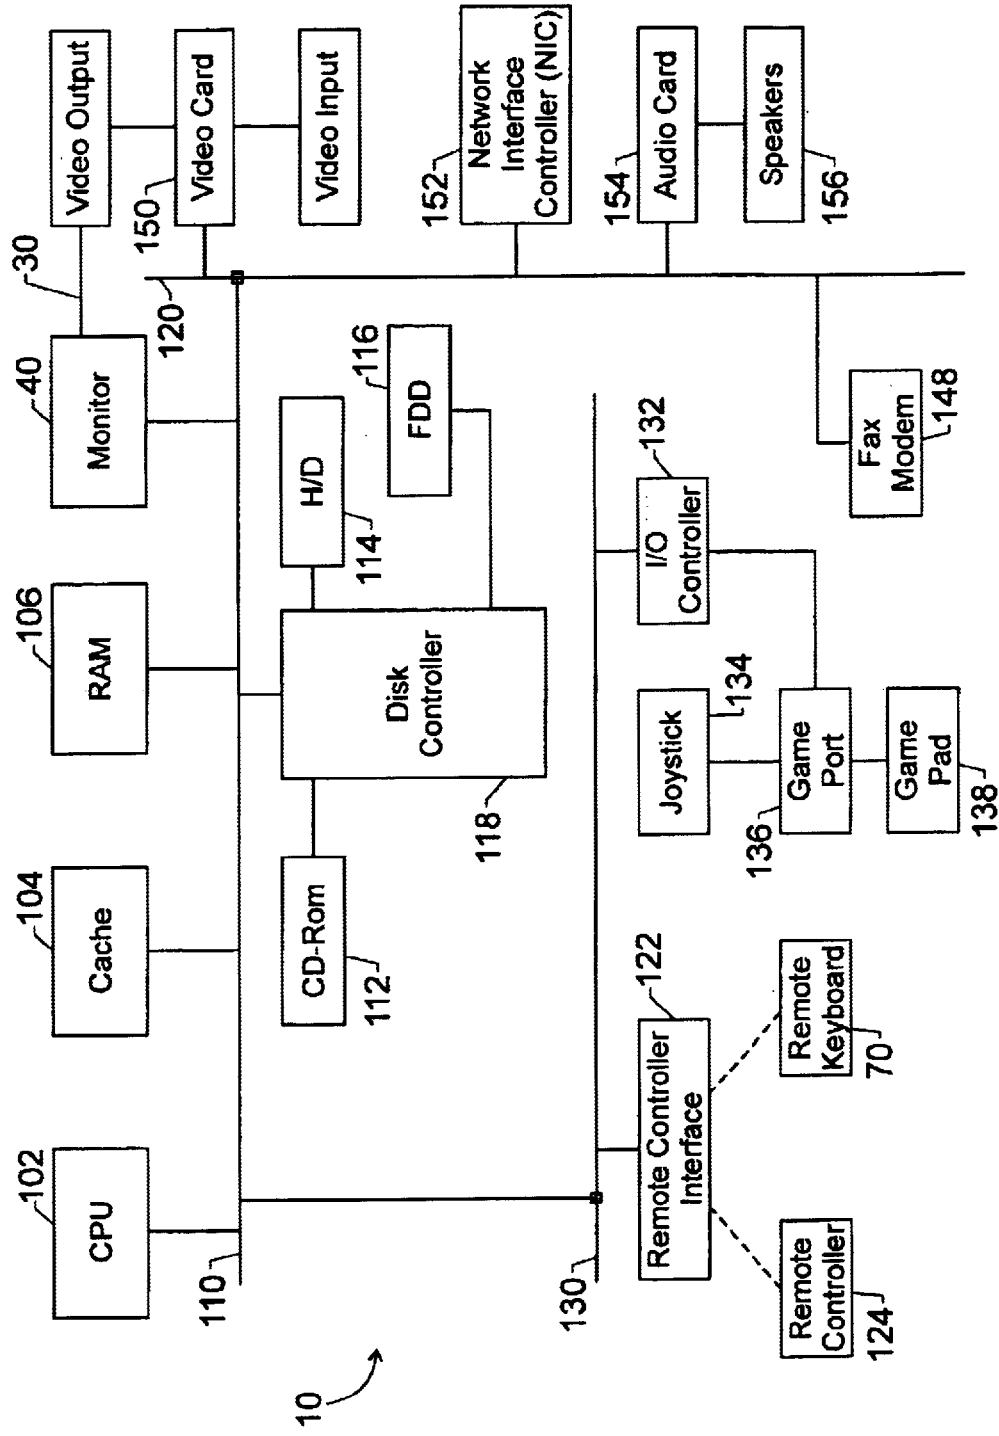 102
CPU
104
Cache
106
RAM
40
Monitor
30
Video Output
150
Video Card
Video Input
110
120
112
CD-Rom
118
Disk
Controller
114
H/D
116
FDD
152
Network
Interface
Controller (NIC)
154
Audio Card
156
Speakers
10
130
122
Remote Controller
Interface
124
Remote
Controller
70
Remote
Keyboard
134
Joystick
136
Game
Port
138
Game
Pad
132
I/O
Controller
148
Fax
Modem